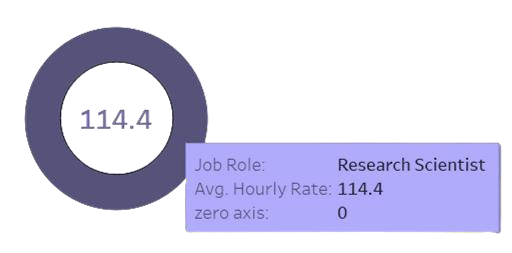 114.4
Job Role: Research Scientist
Avg. Hourly Rate: 114.4
zero axis: 0